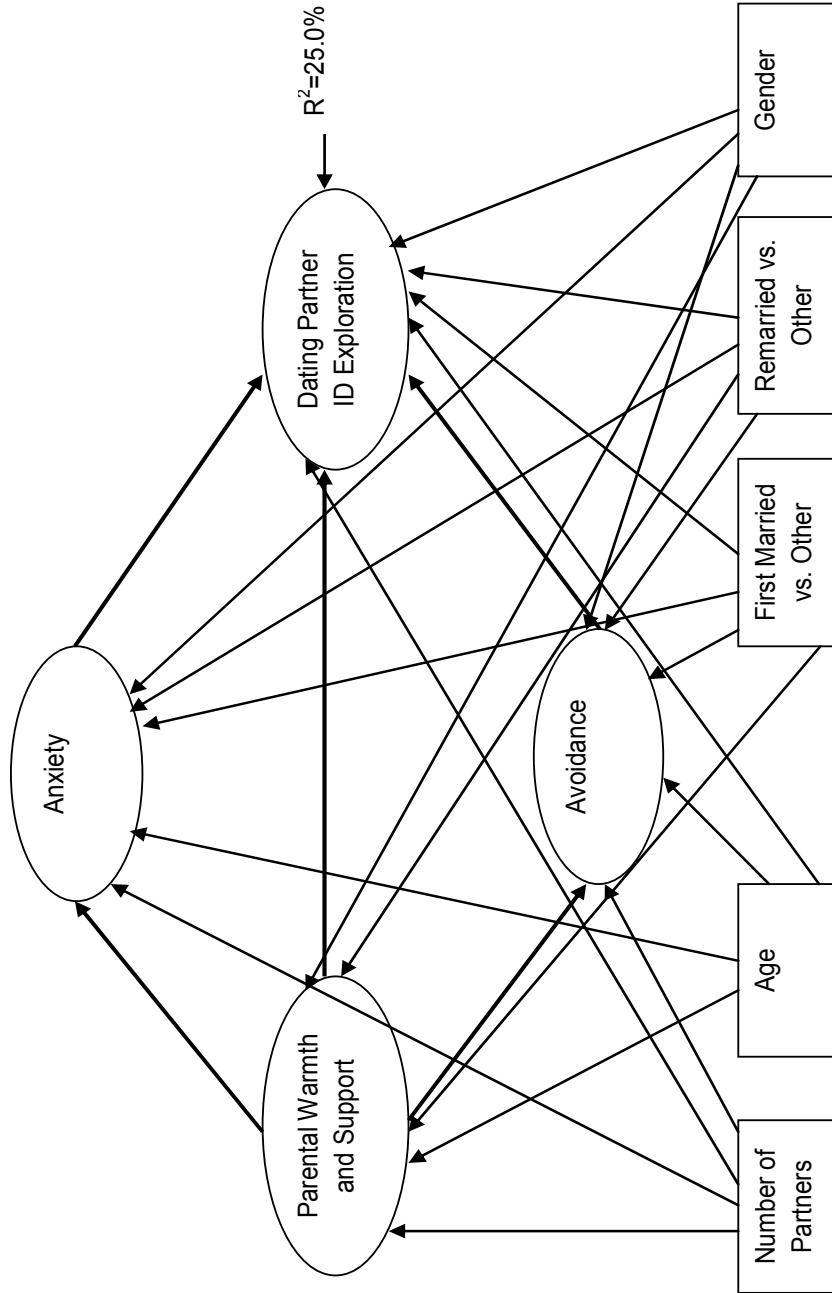 Anxiety
Parental Warmth
and Support
Dating Partner
ID Exploration
R²=25.0%
Avoidance
Number of
Partners
Age
First Married
vs. Other
Remarried vs.
Other
Gender